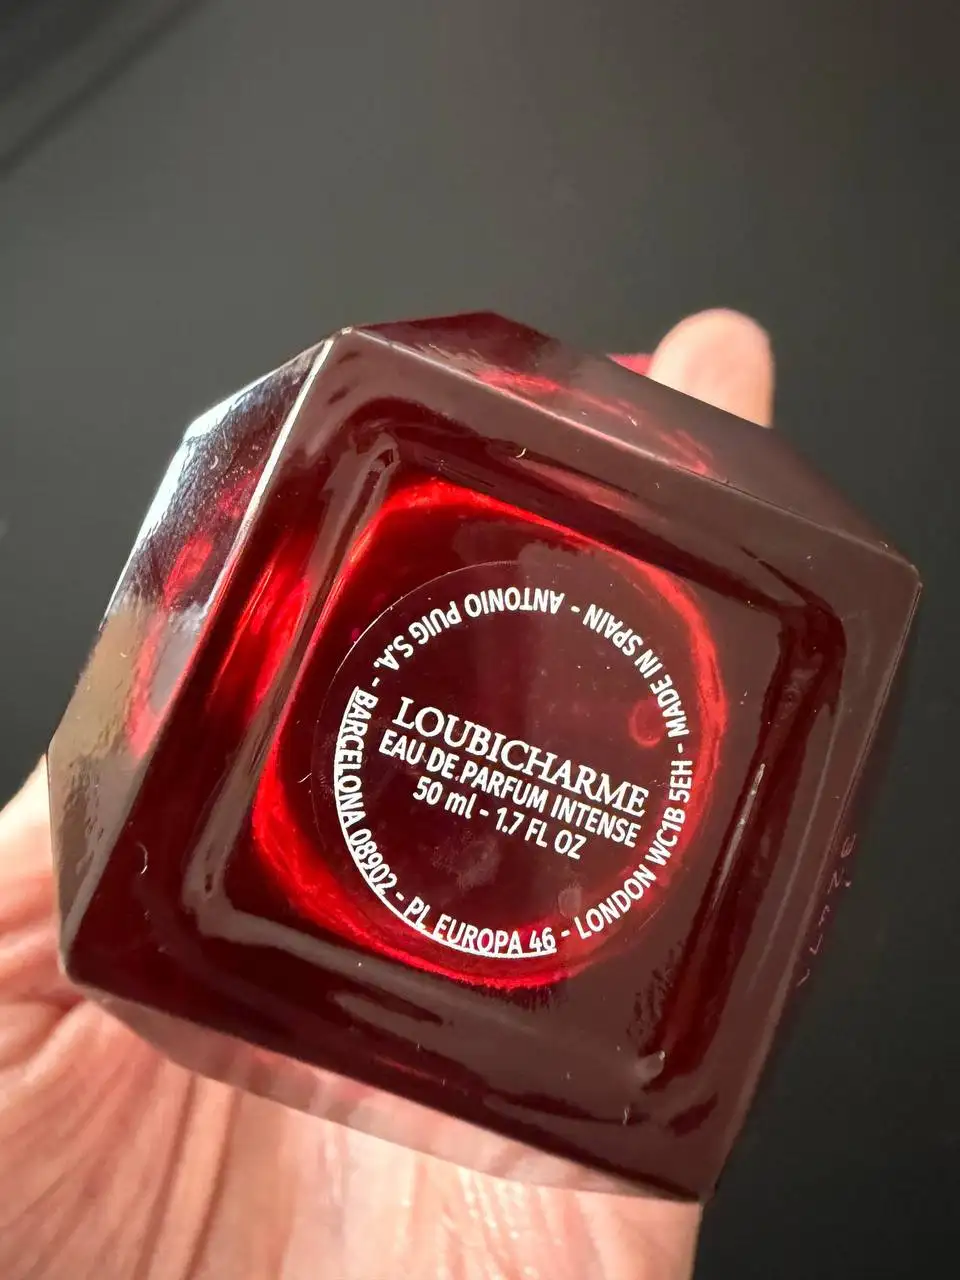 LOUBICHARME
EAU DE PARFUM INTENSE
50 ml - 1.7 FL OZ
ANTONIO PUIG S.A. - BARCELONA 08902 - PL EUROPA 46 - LONDON WC1B 5EH - MADE IN SPAIN -